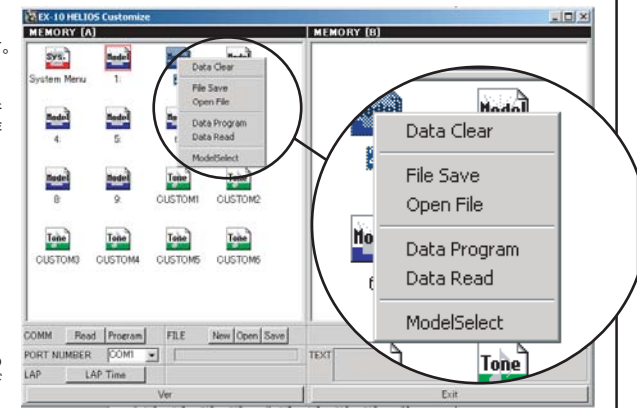 EX-10 HELIOS Customize
MEMORY [A]
MEMORY [B]
。
Sys.
Model
System Menu
1:
Data Clear
File Save
Open File
Data Program
Data Read
ModelSelect
Model
Model
4:
5:
Model
Model
Tone
Tone
8:
9:
CUSTOM1
CUSTOM2
Tone
Tone
Tone
Tone
CUSTOM3
CUSTOM4
CUSTOM5
CUSTOM6
Model
Data Clear
File Save
Open File
Data Program
Data Read
ModelSelect
Tone
COMM
Read
Program
FILE
New
Open
Save
PORT NUMBER
COM1
TEXT
LAP
LAP Time
Ver
Exit